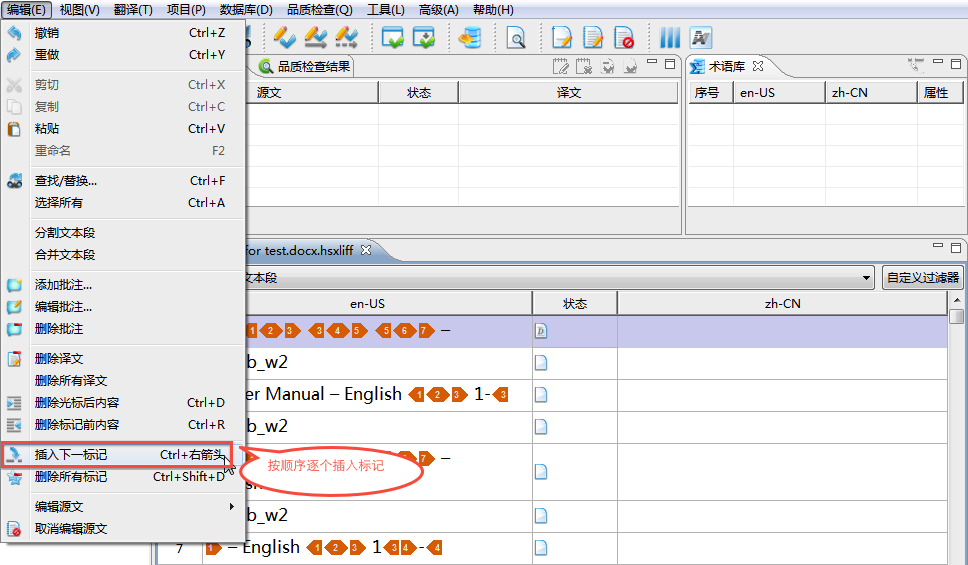 编辑(E) 视图(V) 翻译(T) 项目(P) 数据库(D) 品质检查(Q) 工具(L) 高级(A) 帮助(H)
撤销 Ctrl+Z
重做 Ctrl+Y
剪切 Ctrl+X
复制 Ctrl+C
粘贴 Ctrl+V
重命名 F2
查找/替换... Ctrl+F
选择所有 Ctrl+A
分割文本段
合并文本段
添加批注...
编辑批注...
删除批注
删除译文
删除所有译文
删除光标后内容 Ctrl+D
删除标记前内容 Ctrl+R
插入下一标记 Ctrl+右箭头
删除所有标记 Ctrl+Shift+D
编辑源文
取消编辑源文
按顺序逐个插入标记
品质检查结果
源文 状态 译文
术语库
序号 en-US zh-CN 属性
for test.docx.hsxliff
文本段 自定义过滤器
en-US 状态 zh-CN
1 2 3 3 4 5 5 6 7 –
D
b_w2
er Manual – English 1 2 3 1-3
b_w2
7 –
b_w2
7 1 – English 1 2 3 1 3 4 - 4